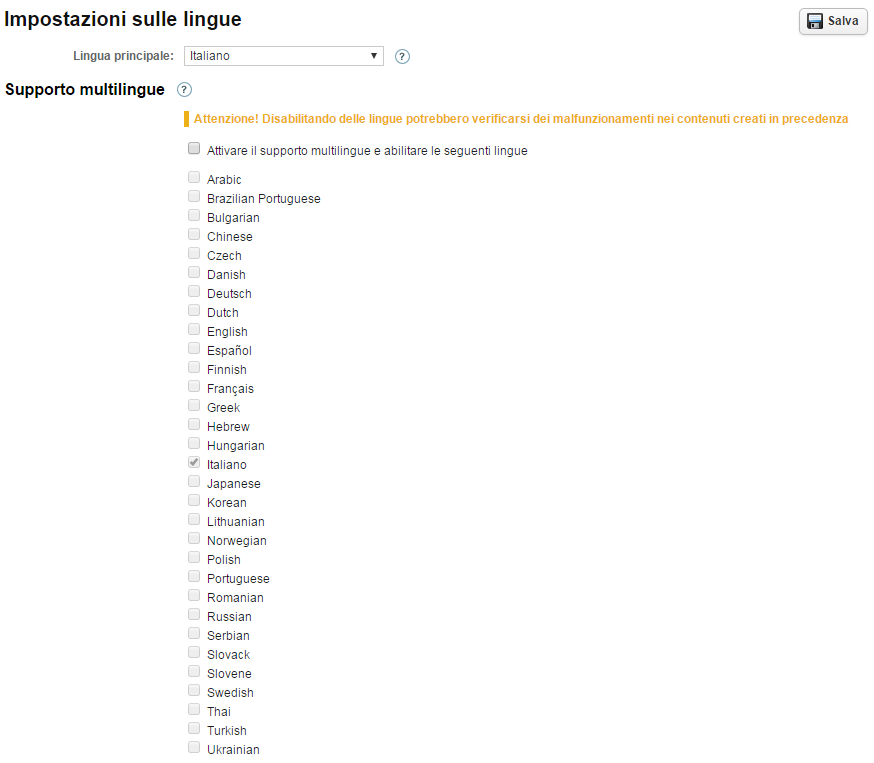 Impostazioni sulle lingue
Salva
Lingua principale: Italiano ?
Supporto multilingue ?
Attenzione! Disabilitando delle lingue potrebbero verificarsi dei malfunzionamenti nei contenuti creati in precedenza
Attivare il supporto multilingue e abilitare le seguenti lingue
Arabic
Brazilian Portuguese
Bulgarian
Chinese
Czech
Danish
Deutsch
Dutch
English
Español
Finnish
Français
Greek
Hebrew
Hungarian
Italiano
Japanese
Korean
Lithuanian
Norwegian
Polish
Portuguese
Romanian
Russian
Serbian
Slovack
Slovene
Swedish
Thai
Turkish
Ukrainian